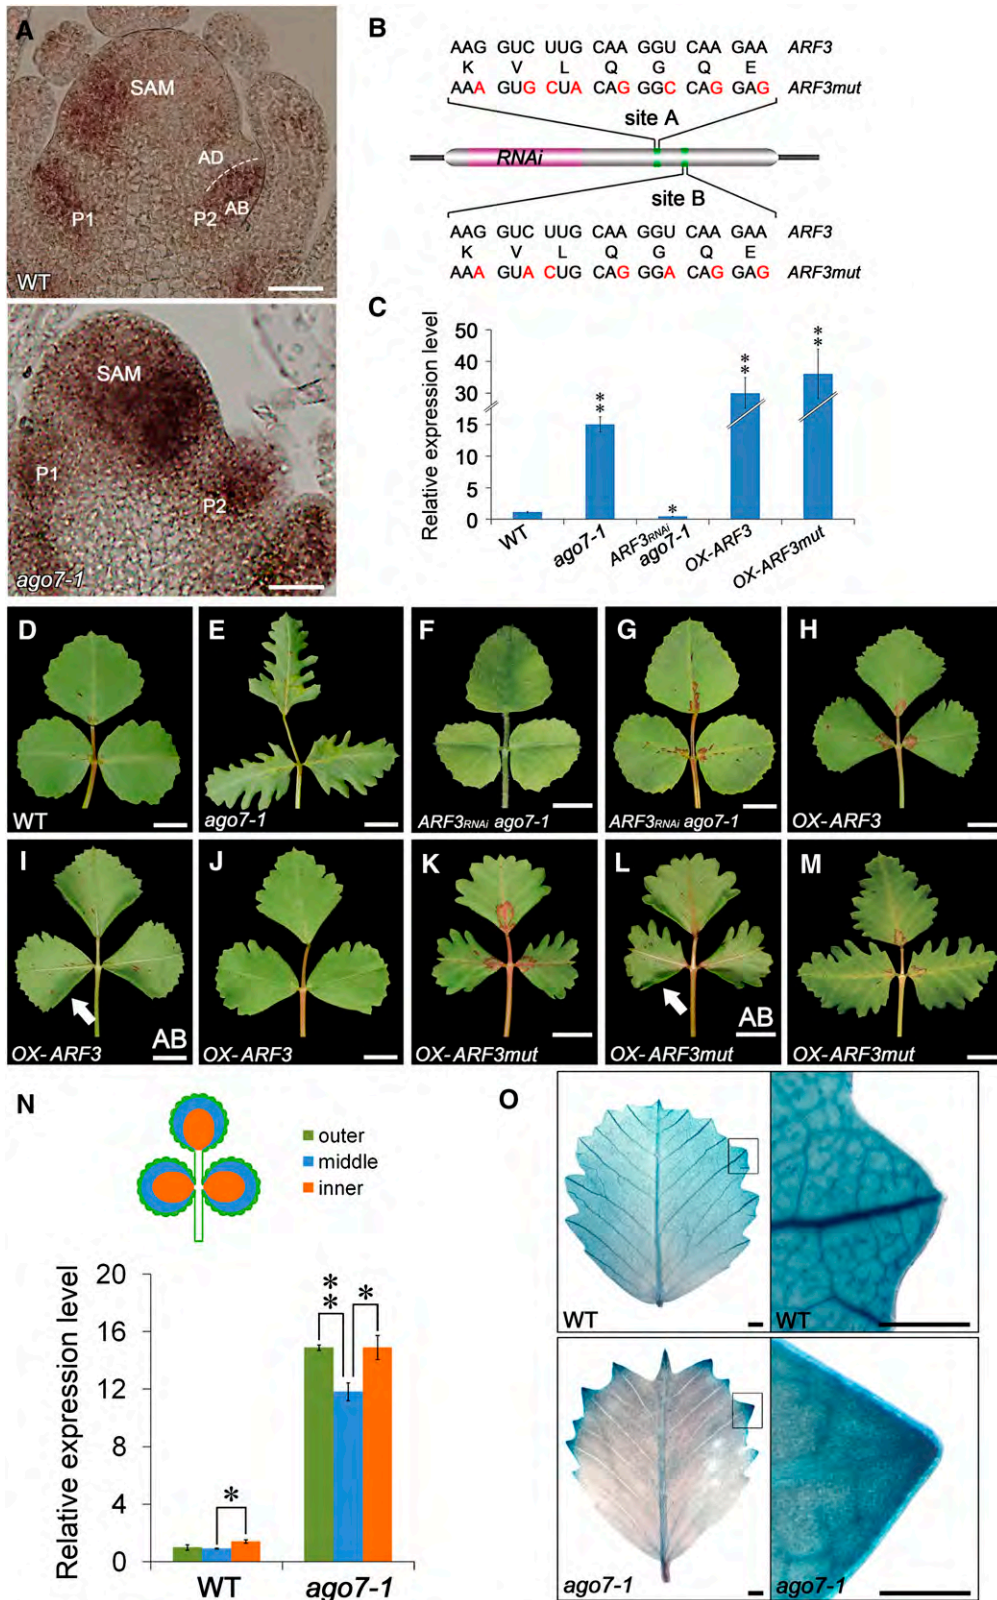 A
SAM
AD
AB
P1
P2
WT
SAM
P1
P2
ago7-1
B
AAG GUC UUG CAA GGU CAA GAA ARF3
K V L Q G Q E
AAA GUG CUA CAG GGC CAG GAG ARF3mut
site A
RNAi
site B
AAG GUC UUG CAA GGU CAA GAA ARF3
K V L Q G Q E
AAA GUA CUG CAG GGA CAG GAG ARF3mut
C
Relative expression level
50
40
30
15
10
5
0
**
*
**
**
WT
ago7-1
ARF3RNAi ago7-1
OX-ARF3
OX-ARF3mut
D
WT
E
ago7-1
F
ARF3RNAi ago7-1
G
ARF3RNAi ago7-1
H
OX-ARF3
I
AB
OX-ARF3
J
OX-ARF3
K
OX-ARF3mut
L
AB
OX-ARF3mut
M
OX-ARF3mut
N
outer
middle
inner
Relative expression level
20
16
12
8
4
0
*
**
*
WT
ago7-1
O
WT
WT
ago7-1
ago7-1